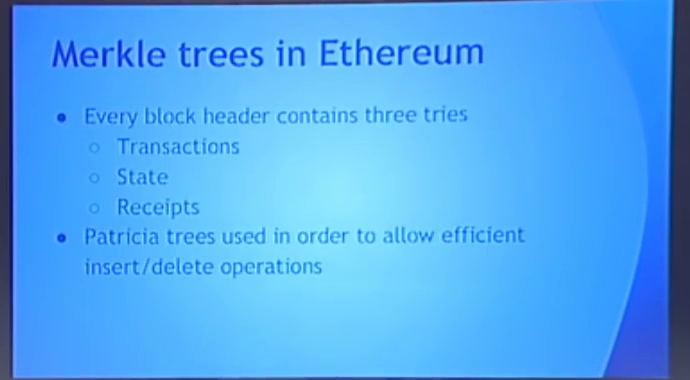 Merkle trees in Ethereum
• Every block header contains three tries
○ Transactions
○ State
○ Receipts
• Patricia trees used in order to allow efficient
insert/delete operations